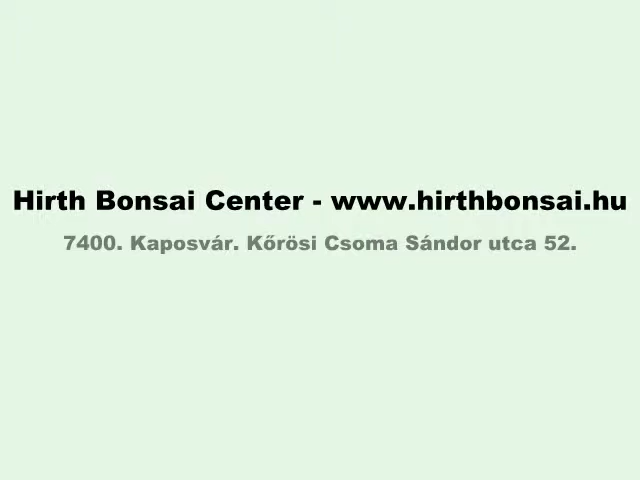 Hirth Bonsai Center - www.hirthbonsai.hu
7400. Kaposvár. Kőrösi Csoma Sándor utca 52.